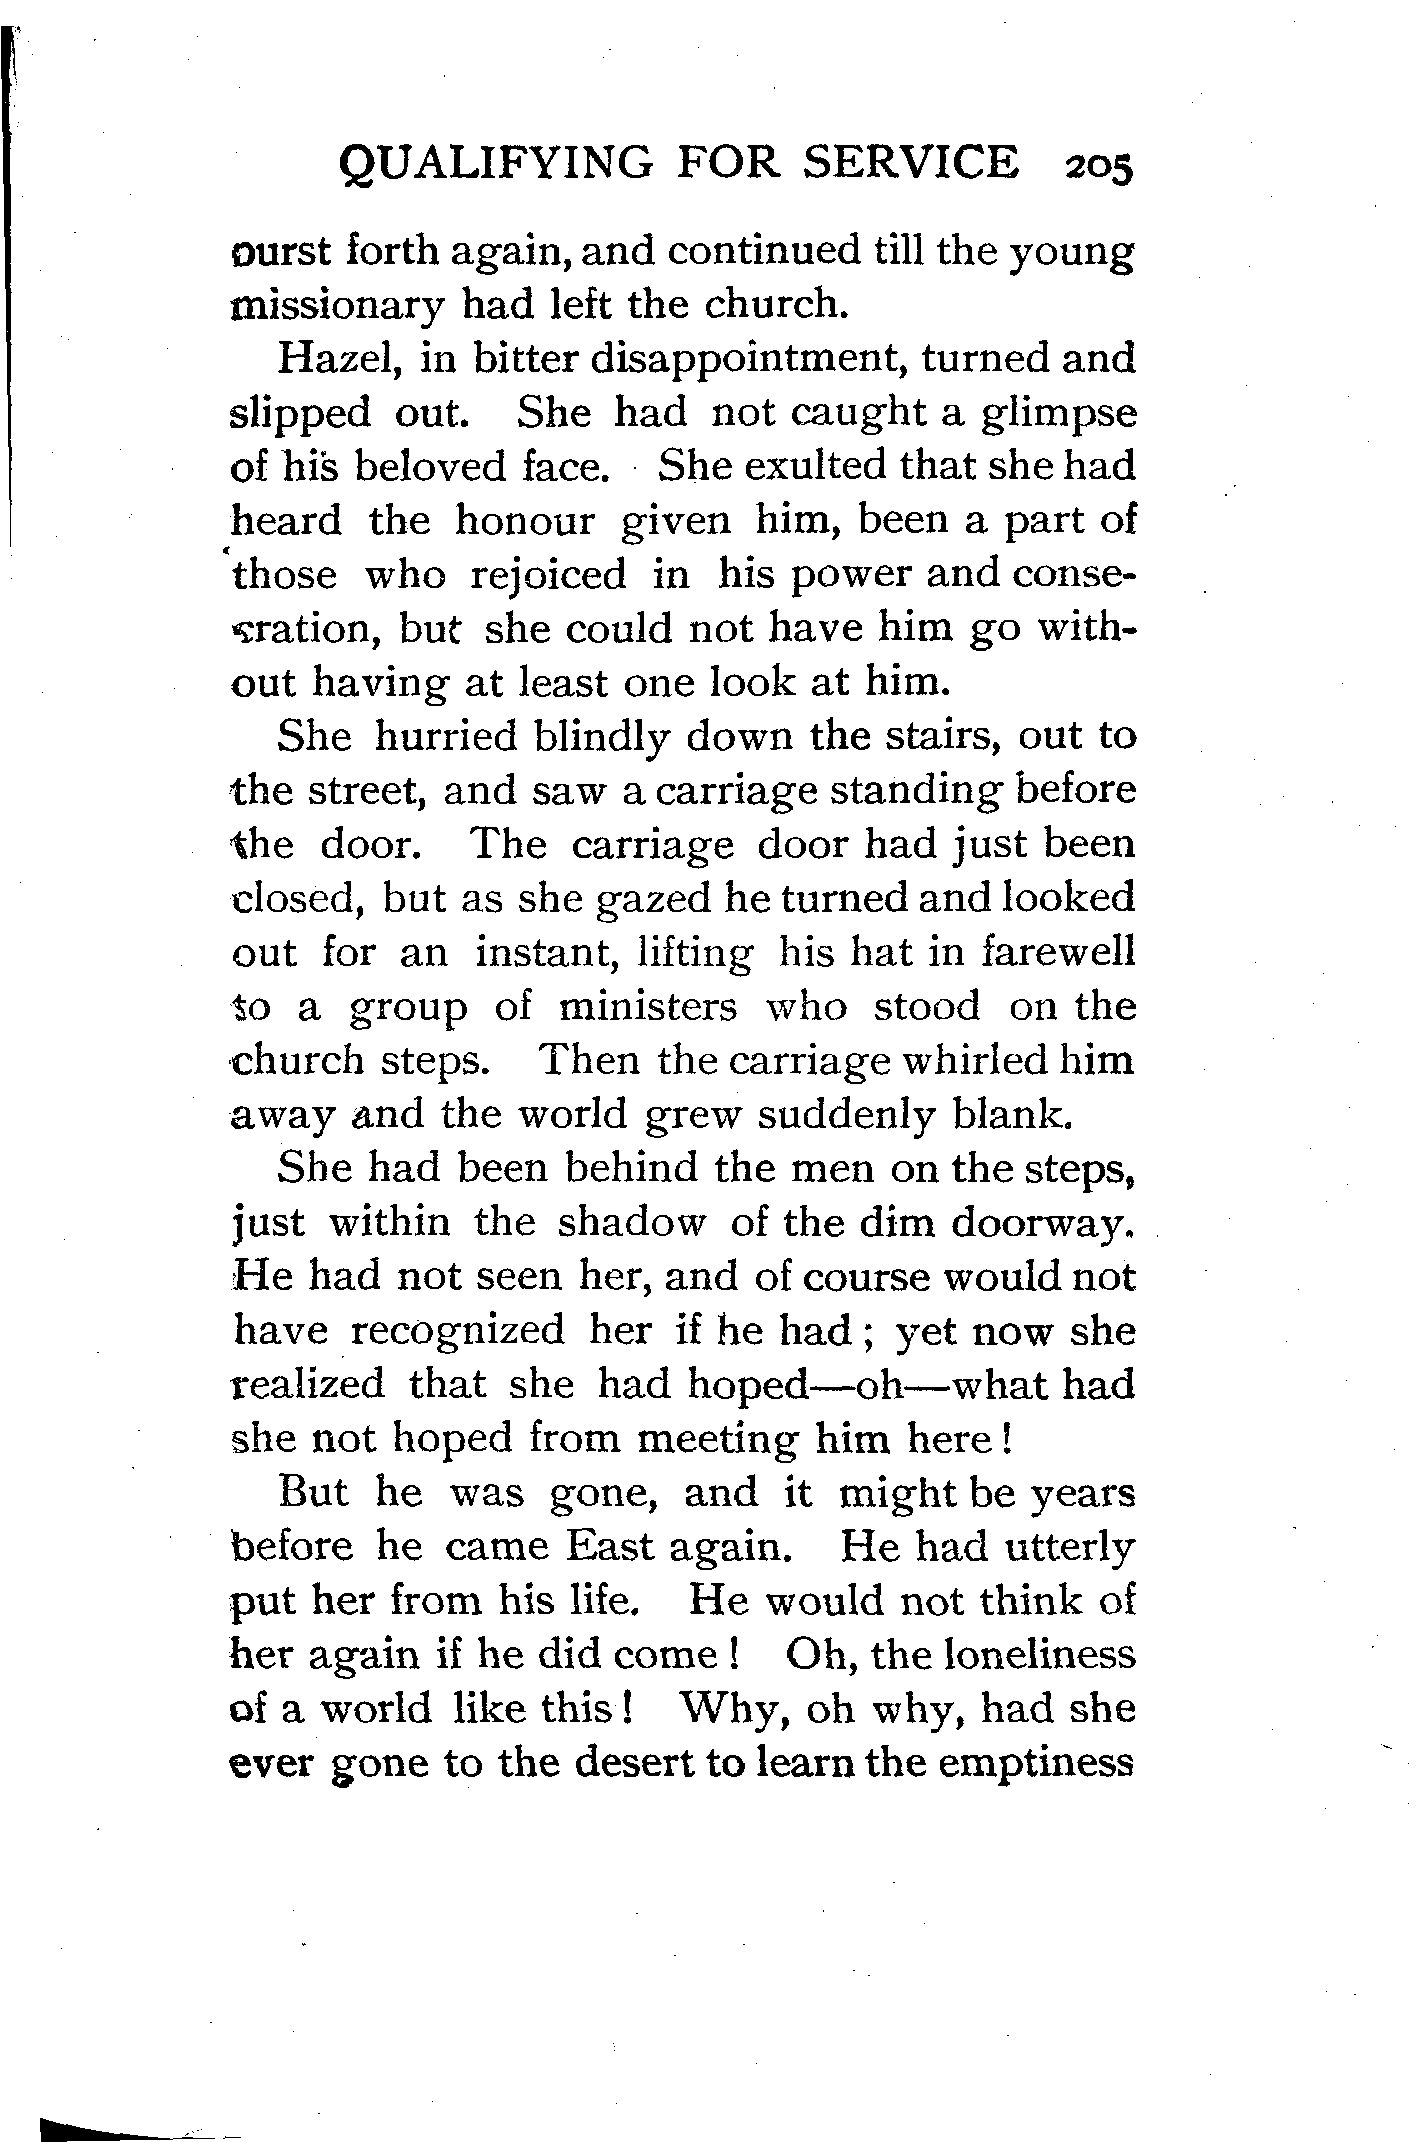 QUALIFYING FOR SERVICE 205
burst forth again, and continued till the young
missionary had left the church.
Hazel, in bitter disappointment, turned and
slipped out. She had not caught a glimpse
of his beloved face. She exulted that she had
heard the honour given him, been a part of
those who rejoiced in his power and conse-
cration, but she could not have him go with-
out having at least one look at him.
She hurried blindly down the stairs, out to
the street, and saw a carriage standing before
the door. The carriage door had just been
closed, but as she gazed he turned and looked
out for an instant, lifting his hat in farewell
to a group of ministers who stood on the
church steps. Then the carriage whirled him
away and the world grew suddenly blank.
She had been behind the men on the steps,
just within the shadow of the dim doorway.
He had not seen her, and of course would not
have recognized her if he had; yet now she
realized that she had hoped—oh—what had
she not hoped from meeting him here!
But he was gone, and it might be years
before he came East again. He had utterly
put her from his life. He would not think of
her again if he did come! Oh, the loneliness
of a world like this! Why, oh why, had she
ever gone to the desert to learn the emptiness